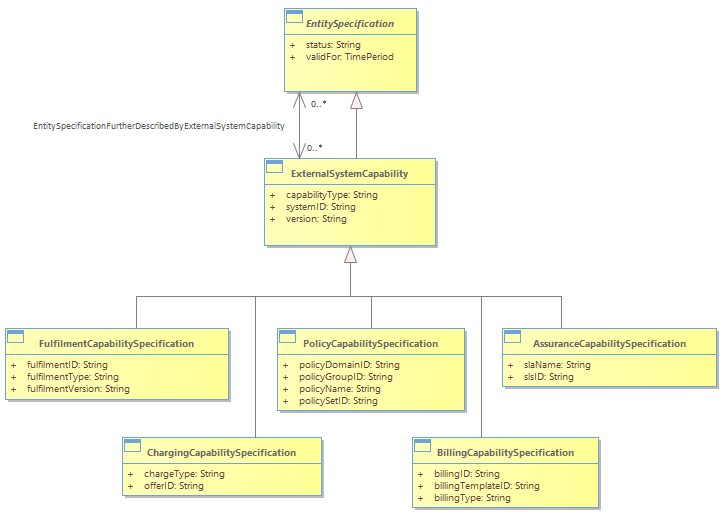 EntitySpecification
+ status: String
+ validFor: TimePeriod
0..*
EntitySpecificationFurtherDescribedByExternalSystemCapability
0..*
ExternalSystemCapability
+ capabilityType: String
+ systemID: String
+ version: String
FulfilmentCapabilitySpecification
+ fulfilmentID: String
+ fulfilmentType: String
+ fulfilmentVersion: String
PolicyCapabilitySpecification
+ policyDomainID: String
+ policyGroupID: String
+ policyName: String
+ policySetID: String
AssuranceCapabilitySpecification
+ slaName: String
+ slsID: String
ChargingCapabilitySpecification
+ chargeType: String
+ offerID: String
BillingCapabilitySpecification
+ billingID: String
+ billingTemplateID: String
+ billingType: String